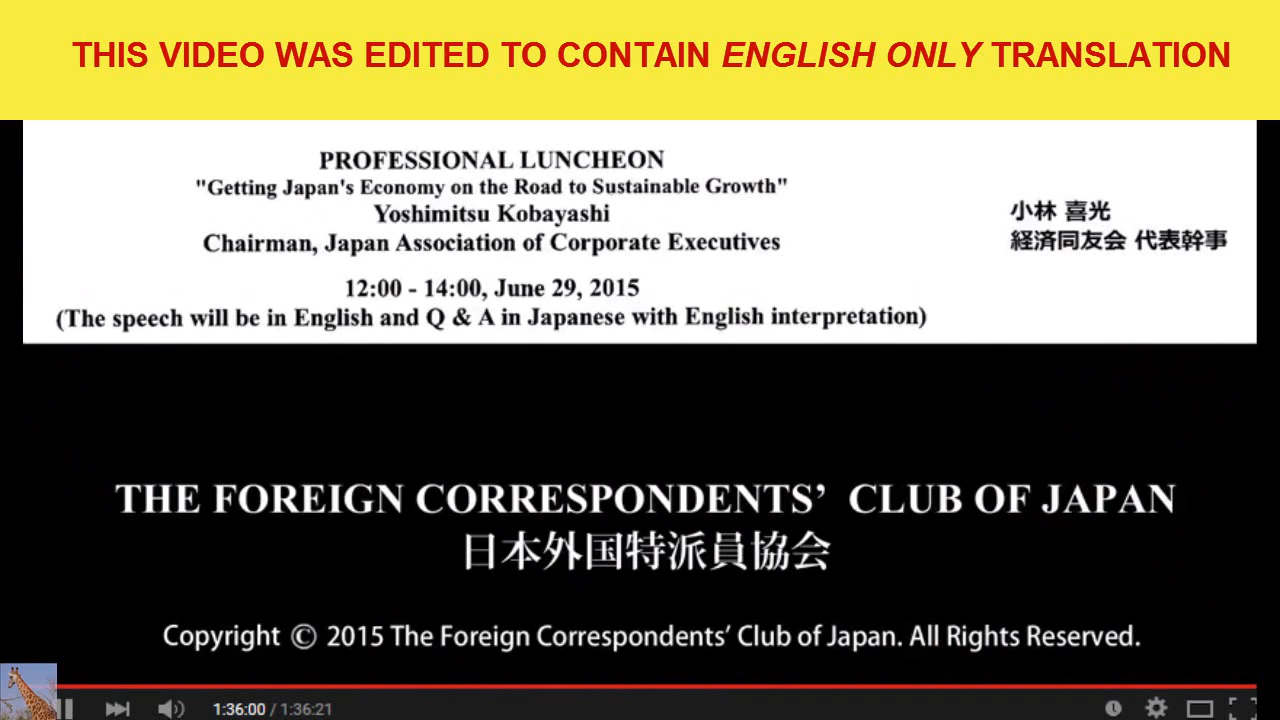 THIS VIDEO WAS EDITED TO CONTAIN ENGLISH ONLY TRANSLATION
PROFESSIONAL LUNCHEON
"Getting Japan's Economy on the Road to Sustainable Growth"
Yoshimitsu Kobayashi
Chairman, Japan Association of Corporate Executives
12:00 - 14:00, June 29, 2015
(The speech will be in English and Q & A in Japanese with English interpretation)
小林 喜光
経済同友会 代表幹事
THE FOREIGN CORRESPONDENTS’ CLUB OF JAPAN
日本外国特派員協会
Copyright © 2015 The Foreign Correspondents’ Club of Japan. All Rights Reserved.
1:36:00 / 1:36:21